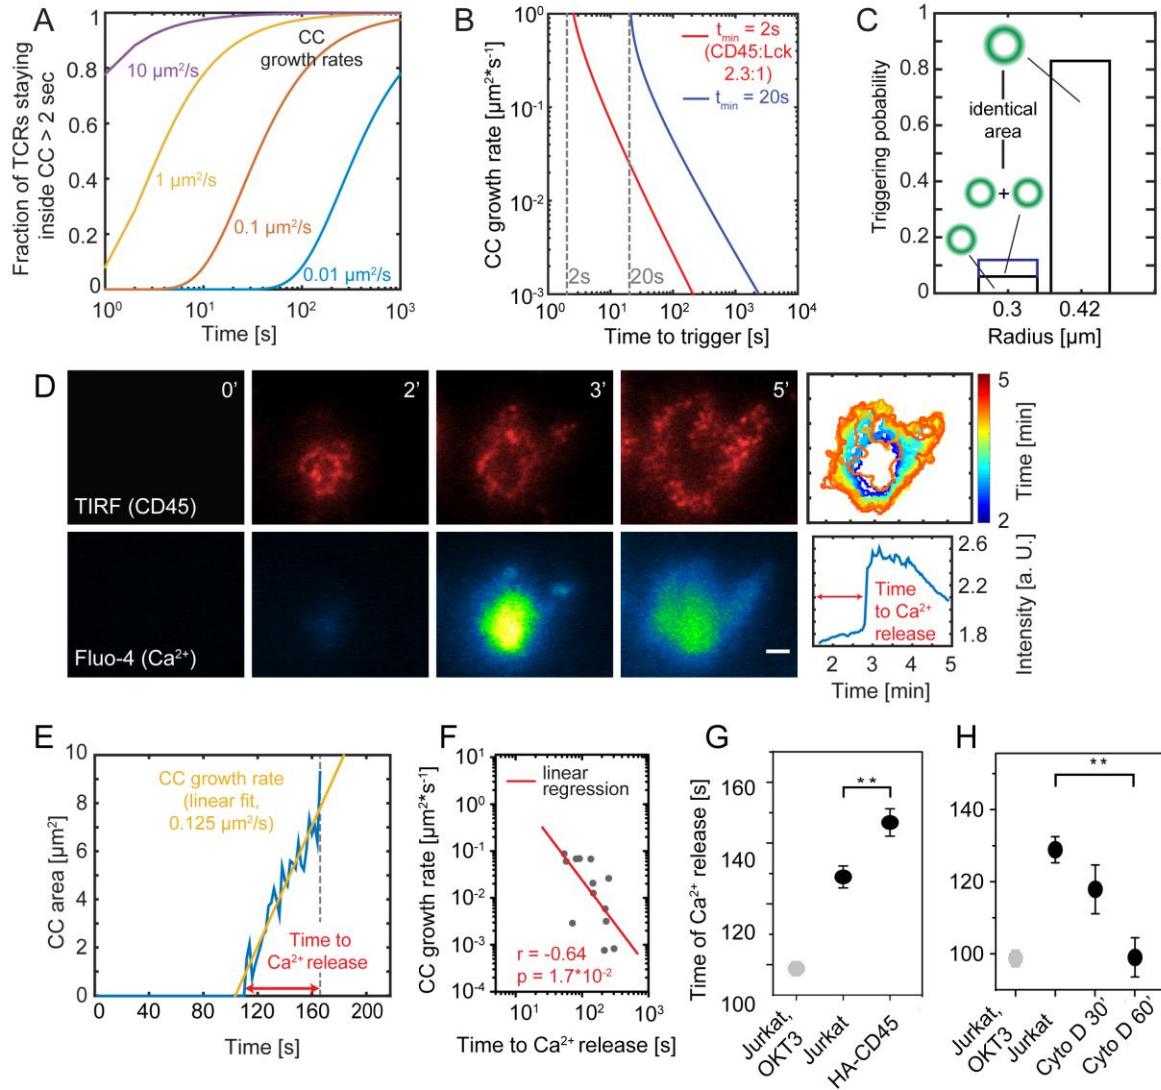 A
Fraction of TCRs staying
inside CC > 2 sec
1
0.8
0.6
0.4
0.2
0
10 µm²/s
1 µm²/s
CC
growth rates
0.1 µm²/s
0.01 µm²/s
10⁰ 10¹ 10² 10³
Time [s]
B
CC growth rate [µm²*s⁻¹]
10⁰
10⁻¹
10⁻²
10⁻³
t_min = 2s
(CD45:Lck
2.3:1)
t_min = 20s
2s
20s
10⁰ 10¹ 10² 10³ 10⁴
Time to trigger [s]
C
Triggering pobability
1
0.8
0.6
0.4
0.2
0
identical
area
+
0.3 0.42
Radius [µm]
D
0’ 2’ 3’ 5’
TIRF (CD45)
5
Time [min]
2
Fluo-4 (Ca²⁺)
2.6
2.2
1.8
Intensity [a. U.]
Time
to Ca²⁺
release
2 3 4 5
Time [min]
E
CC area [µm²]
10
8
6
4
2
0
CC growth rate
(linear fit,
0.125 µm²/s)
Time to
Ca²⁺ release
0 40 80 120 160 200
Time [s]
F
CC growth rate [µm²*s⁻¹]
10¹
10⁰
10⁻¹
10⁻²
10⁻³
10⁻⁴
linear
regression
r = -0.64
p = 1.7*10⁻²
10¹ 10² 10³
Time to Ca²⁺ release [s]
G
Time of Ca²⁺ release [s]
160
140
130
120
110
100
**
Jurkat,
OKT3
Jurkat
HA-CD45
H
140
120
100
**
Jurkat,
OKT3
Jurkat
Cyto D 30’
Cyto D 60’